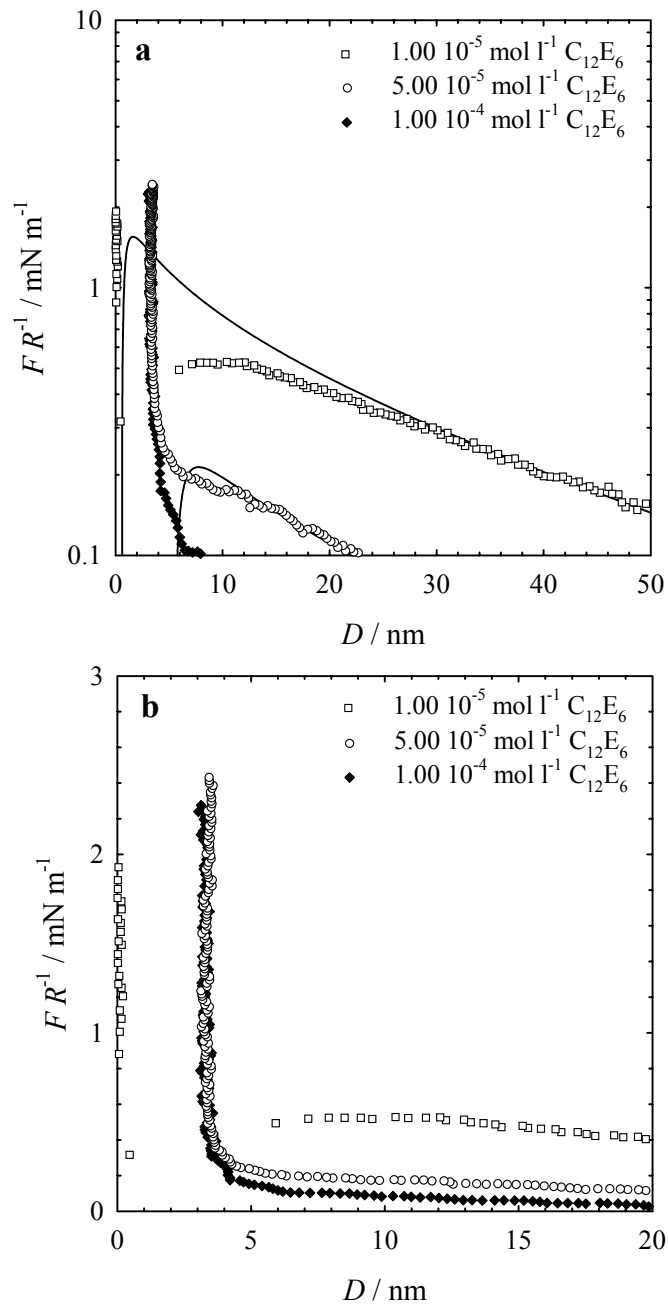 a
10
1.00 10⁻⁵ mol l⁻¹ C₁₂E₆
5.00 10⁻⁵ mol l⁻¹ C₁₂E₆
1.00 10⁻⁴ mol l⁻¹ C₁₂E₆
1
0.1
F R⁻¹ / mN m⁻¹
0 10 20 30 40 50
D / nm
b
3
1.00 10⁻⁵ mol l⁻¹ C₁₂E₆
5.00 10⁻⁵ mol l⁻¹ C₁₂E₆
1.00 10⁻⁴ mol l⁻¹ C₁₂E₆
2
1
0
F R⁻¹ / mN m⁻¹
0 5 10 15 20
D / nm